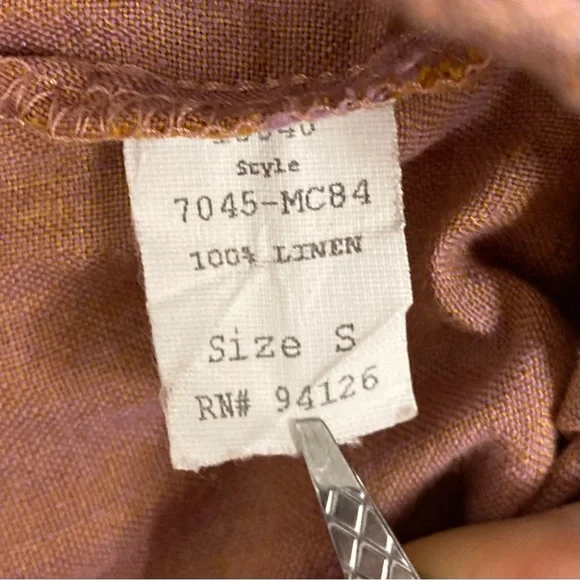 Style
7045-MC84
100% LINEN
Size S
RN# 94126